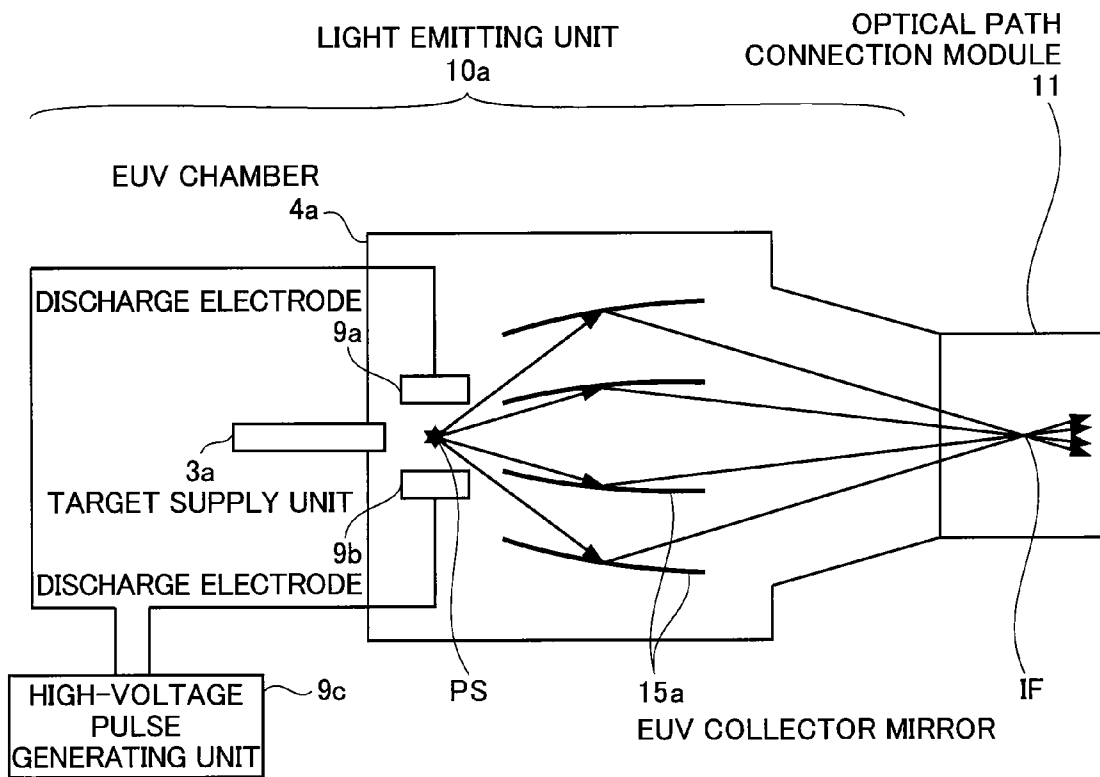 LIGHT EMITTING UNIT
10a
OPTICAL PATH
CONNECTION MODULE
11
EUV CHAMBER
4a
DISCHARGE ELECTRODE
9a
3a
TARGET SUPPLY UNIT
9b
DISCHARGE ELECTRODE
HIGH-VOLTAGE
PULSE
GENERATING UNIT
9c
PS
15a
EUV COLLECTOR MIRROR
IF